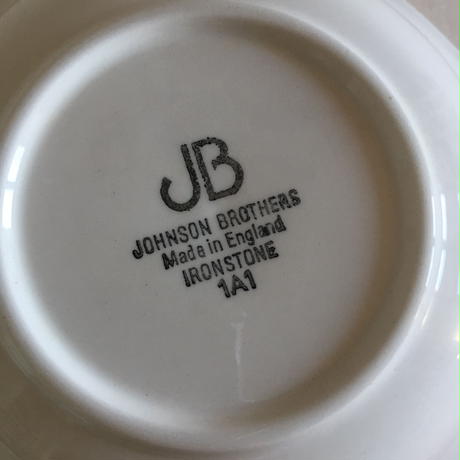 JB
JOHNSON BROTHERS
Made in England
IRONSTONE
1A1